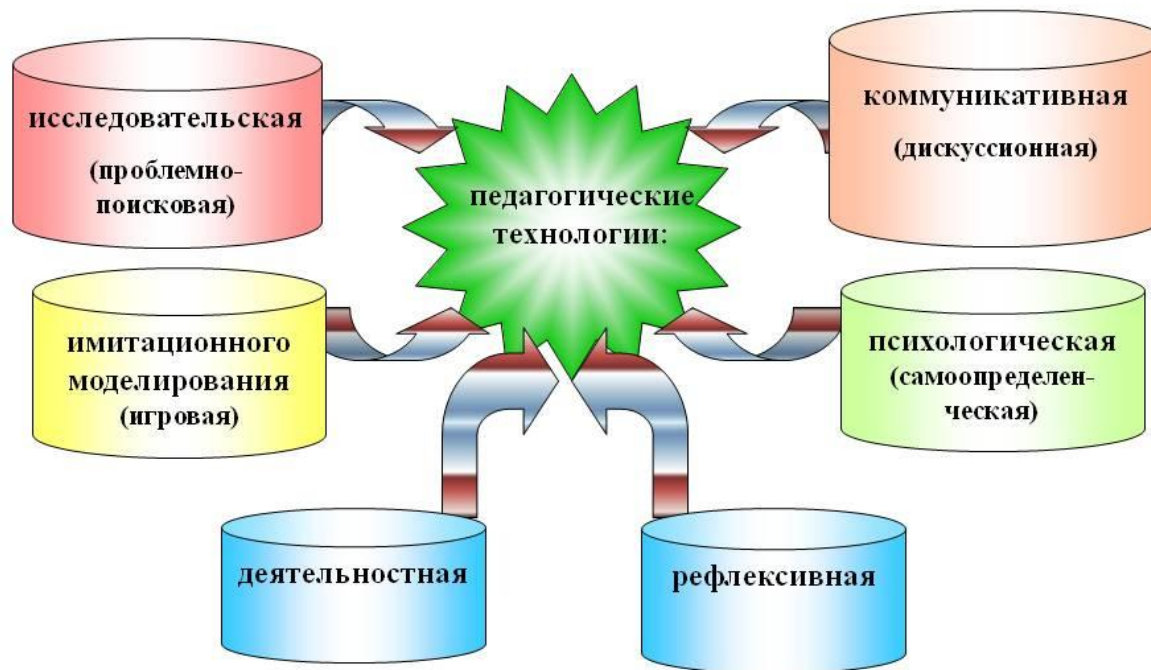 исследовательская
(проблемно-
поисковая)
коммуникативная
(дискуссионная)
педагогические
технологии:
имитационного
моделирования
(игровая)
психологическая
(самоопределен-
ческая)
деятельностная
рефлексивная